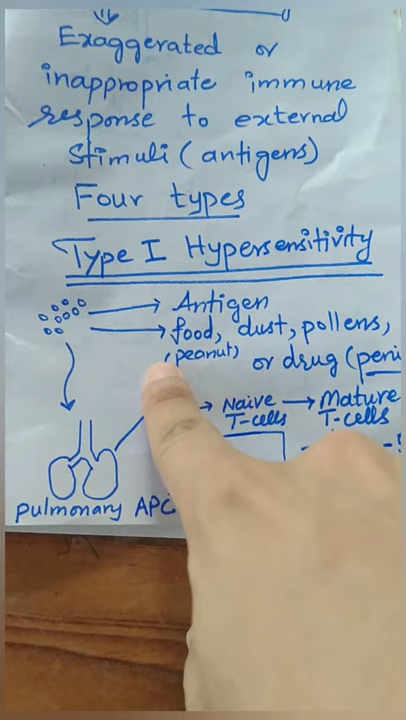 Exaggerated or
inappropriate immune
response to external
stimuli (antigens)
Four types
Type I Hypersensitivity
Antigen
food, dust, pollens,
(peanut) or drug (peni
Naive → Mature
T-cells T-cells
Pulmonary APC